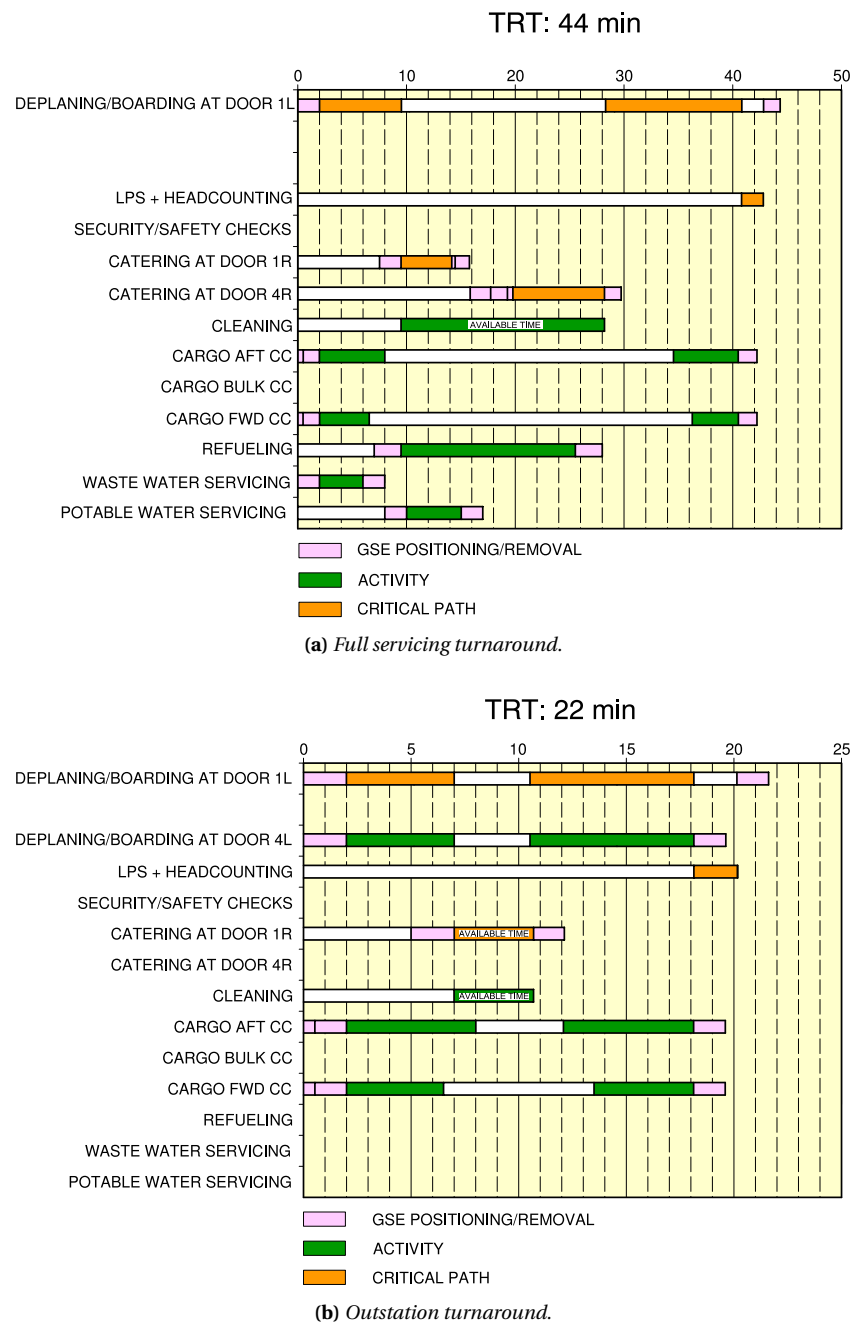 TRT: 44 min
0 10 20 30 40 50
DEPLANING/BOARDING AT DOOR 1L
LPS + HEADCOUNTING
SECURITY/SAFETY CHECKS
CATERING AT DOOR 1R
CATERING AT DOOR 4R
CLEANING AVAILABLE TIME
CARGO AFT CC
CARGO BULK CC
CARGO FWD CC
REFUELING
WASTE WATER SERVICING
POTABLE WATER SERVICING
GSE POSITIONING/REMOVAL
ACTIVITY
CRITICAL PATH
(a) Full servicing turnaround.
TRT: 22 min
0 5 10 15 20 25
DEPLANING/BOARDING AT DOOR 1L
DEPLANING/BOARDING AT DOOR 4L
LPS + HEADCOUNTING
SECURITY/SAFETY CHECKS
CATERING AT DOOR 1R AVAILABLE TIME
CATERING AT DOOR 4R
CLEANING AVAILABLE TIME
CARGO AFT CC
CARGO BULK CC
CARGO FWD CC
REFUELING
WASTE WATER SERVICING
POTABLE WATER SERVICING
GSE POSITIONING/REMOVAL
ACTIVITY
CRITICAL PATH
(b) Outstation turnaround.